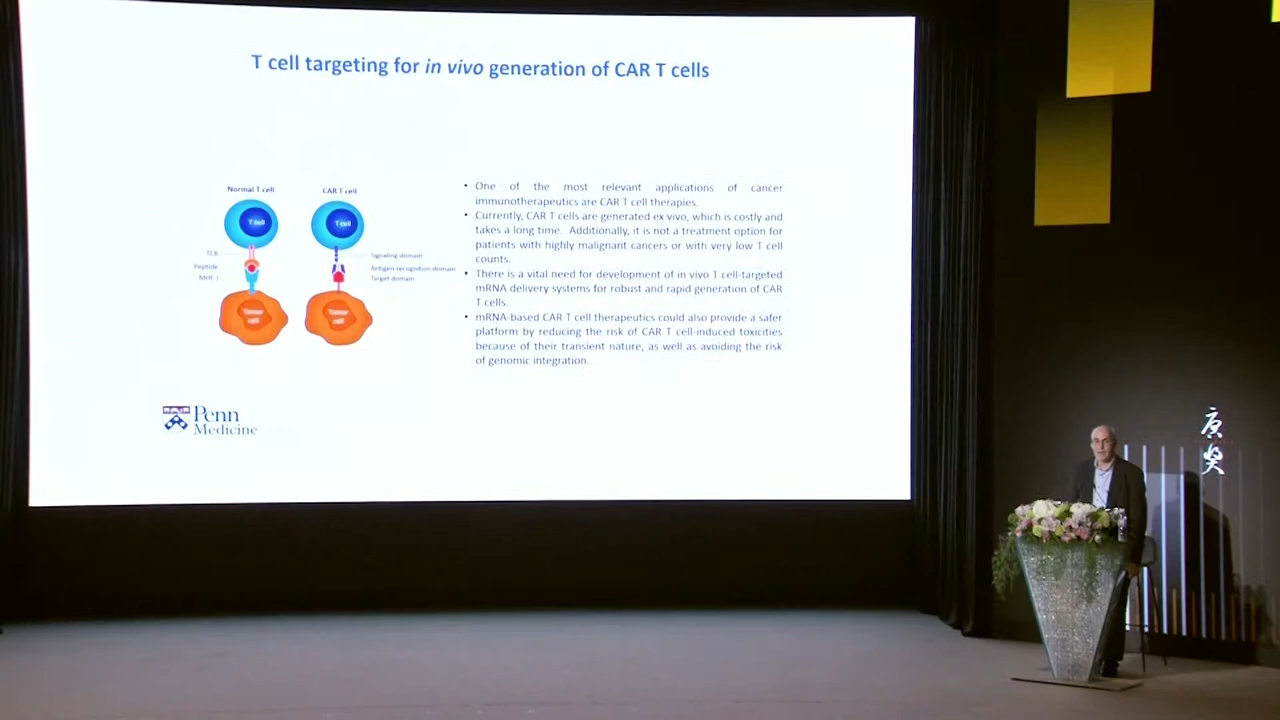 T cell targeting for in vivo generation of CAR T cells
Normal T cell
CAR T cell
T cell
T cell
TCR
Peptide
MHC I
Signaling domain
Antigen-recognition domain
Target domain
Tumor
cell
Tumor
cell
• One of the most relevant applications of cancer
immunotherapeutics are CAR T cell therapies.
• Currently, CAR T cells are generated ex vivo, which is costly and
takes a long time. Additionally, it is not a treatment option for
patients with highly malignant cancers or with very low T cell
counts.
• There is a vital need for development of in vivo T cell-targeted
mRNA delivery systems for robust and rapid generation of CAR
T cells.
• mRNA-based CAR T cell therapeutics could also provide a safer
platform by reducing the risk of CAR T cell-induced toxicities
because of their transient nature, as well as avoiding the risk
of genomic integration.
Penn
Medicine
唐
奖